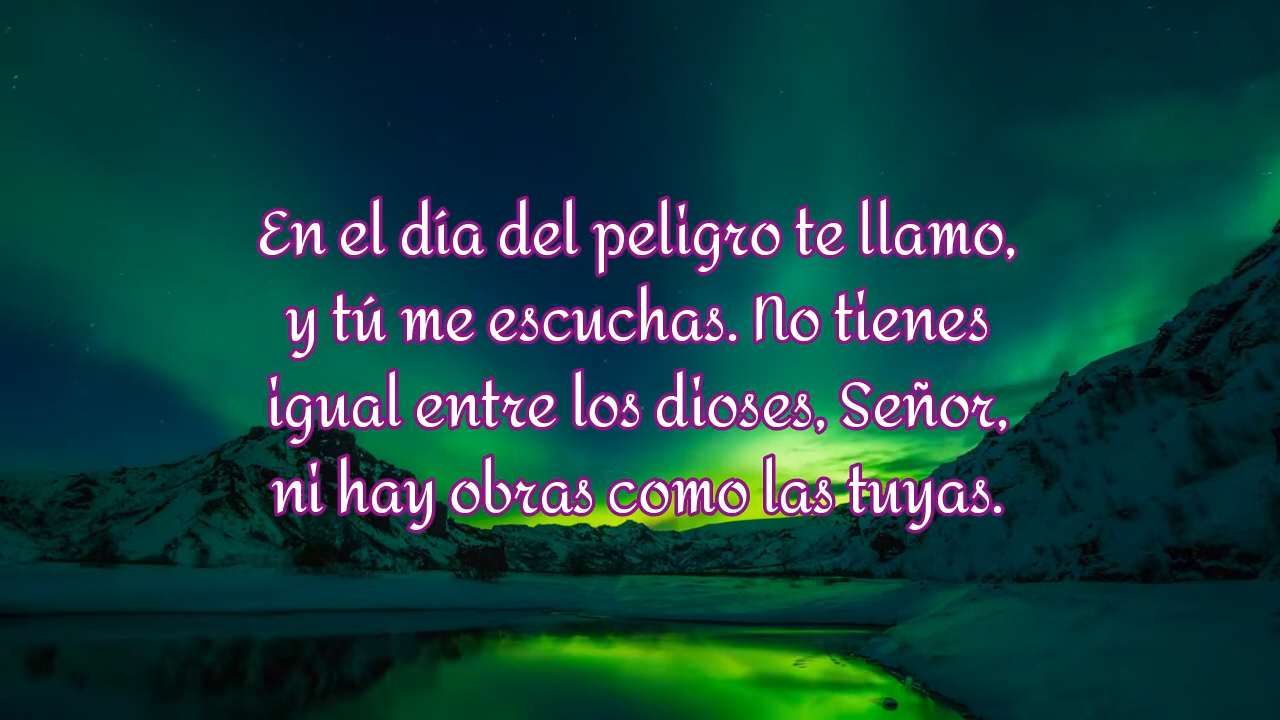 En el día del peligro te llamo,
y tú me escuchas. No tienes
igual entre los dioses, Señor,
ni hay obras como las tuyas.